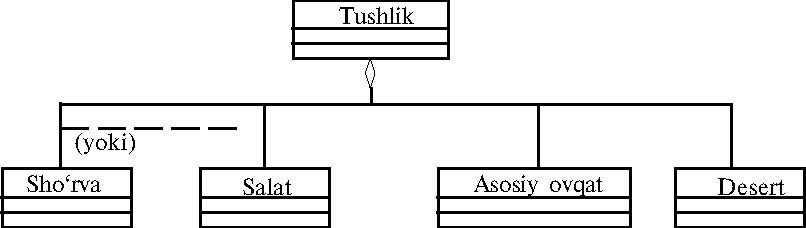 Tushlik
(yoki)
Sho‘rva
Salat
Asosiy ovqat
Desert